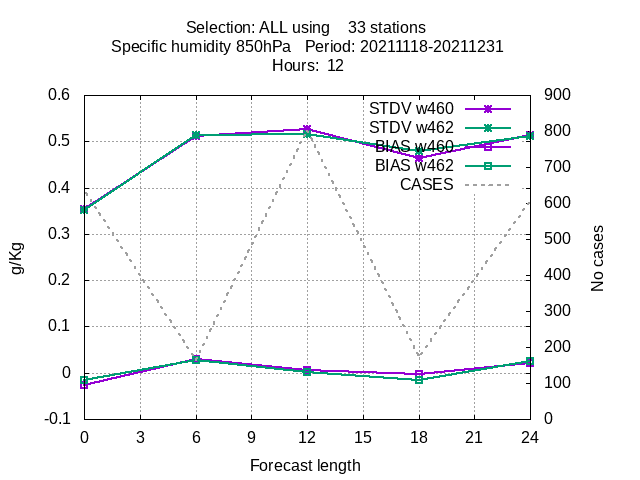 Selection: ALL using 33 stations
Specific humidity 850hPa Period: 20211118-20211231
Hours: 12
STDV w460
STDV w462
BIAS w460
BIAS w462
CASES
0.6
0.5
0.4
0.3
0.2
0.1
0
-0.1
g/Kg
900
800
700
600
500
400
300
200
100
0
No cases
0 3 6 9 12 15 18 21 24
Forecast length